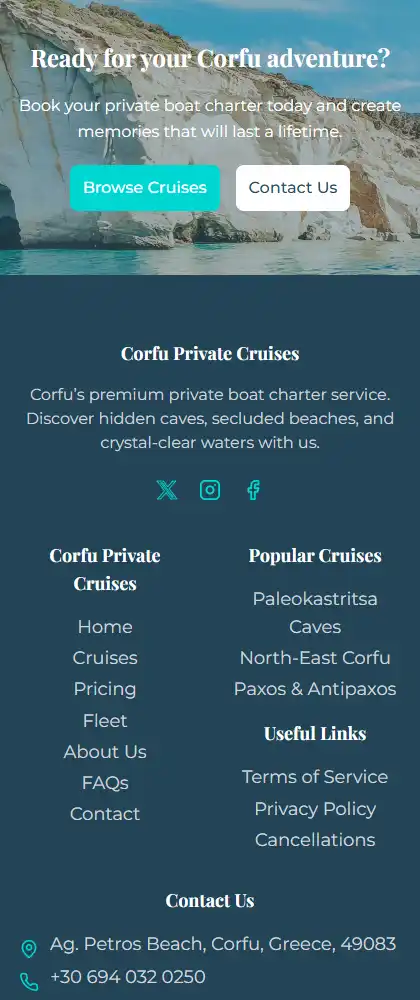 Ready for your Corfu adventure?
Book your private boat charter today and create
memories that will last a lifetime.
Browse Cruises
Contact Us
Corfu Private Cruises
Corfu's premium private boat charter service.
Discover hidden caves, secluded beaches, and
crystal-clear waters with us.
Corfu Private
Cruises
Home
Cruises
Pricing
Fleet
About Us
FAQs
Contact
Popular Cruises
Paleokastritsa
Caves
North-East Corfu
Paxos & Antipaxos
Useful Links
Terms of Service
Privacy Policy
Cancellations
Contact Us
Ag. Petros Beach, Corfu, Greece, 49083
+30 694 032 0250